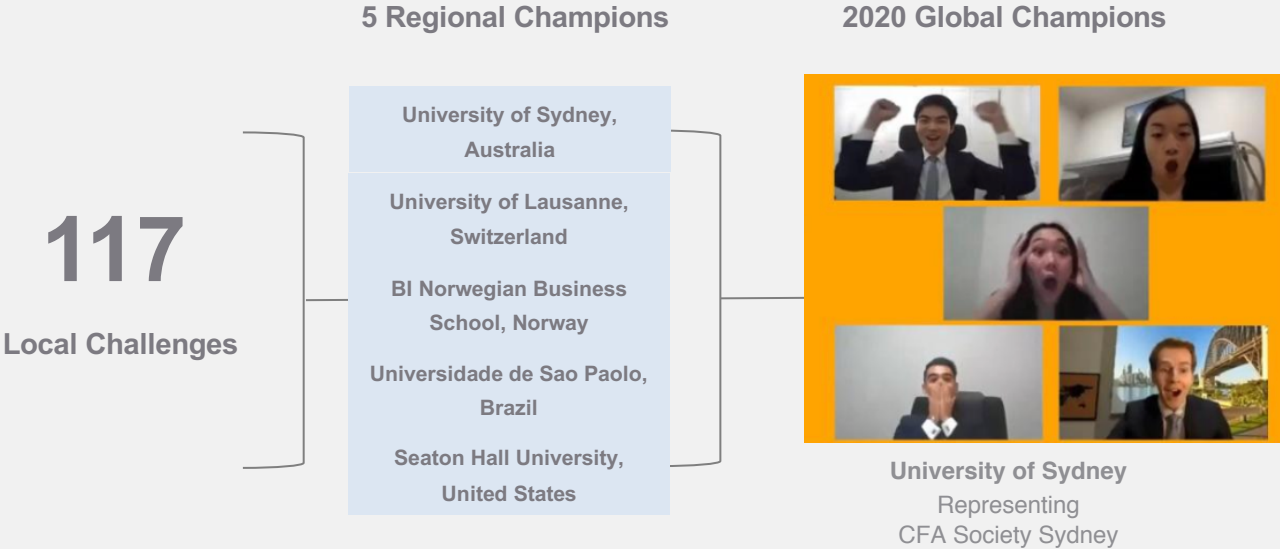 5 Regional Champions
2020 Global Champions
117
Local Challenges
University of Sydney,
Australia
University of Lausanne,
Switzerland
BI Norwegian Business
School, Norway
Universidade de Sao Paolo,
Brazil
Seaton Hall University,
United States
University of Sydney
Representing
CFA Society Sydney